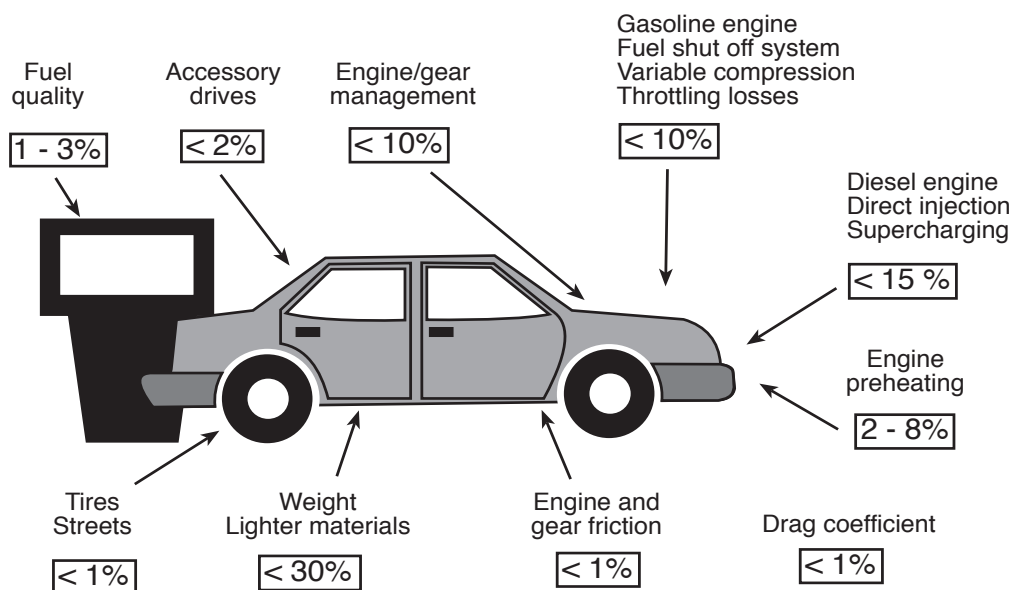 Fuel
quality
1 - 3%
Accessory
drives
< 2%
Engine/gear
management
< 10%
Gasoline engine
Fuel shut off system
Variable compression
Throttling losses
< 10%
Diesel engine
Direct injection
Supercharging
< 15 %
Engine
preheating
2 - 8%
Tires
Streets
< 1%
Weight
Lighter materials
< 30%
Engine and
gear friction
< 1%
Drag coefficient
< 1%